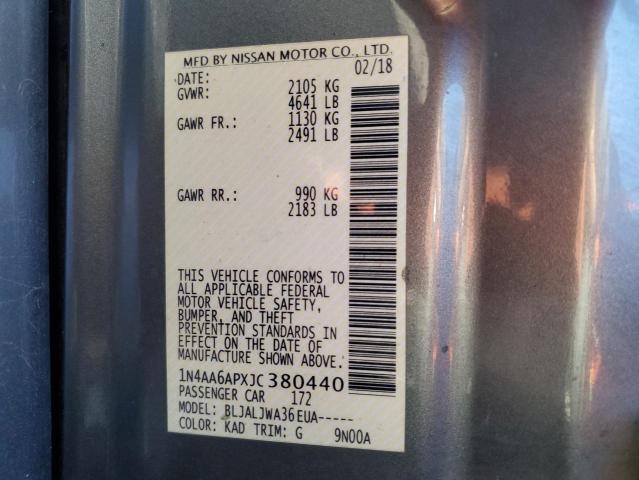 MFD BY NISSAN MOTOR CO., LTD.
DATE: 02/18
GVWR: 2105 KG
4641 LB
GAWR FR.: 1130 KG
2491 LB
GAWR RR.: 990 KG
2183 LB
THIS VEHICLE CONFORMS TO
ALL APPLICABLE FEDERAL
MOTOR VEHICLE SAFETY,
BUMPER, AND THEFT
PREVENTION STANDARDS IN
EFFECT ON THE DATE OF
MANUFACTURE SHOWN ABOVE.
1N4AA6APXJC380440
PASSENGER CAR 172
MODEL: BLJALJWA36EUA-----
COLOR: KAD TRIM: G 9N00A